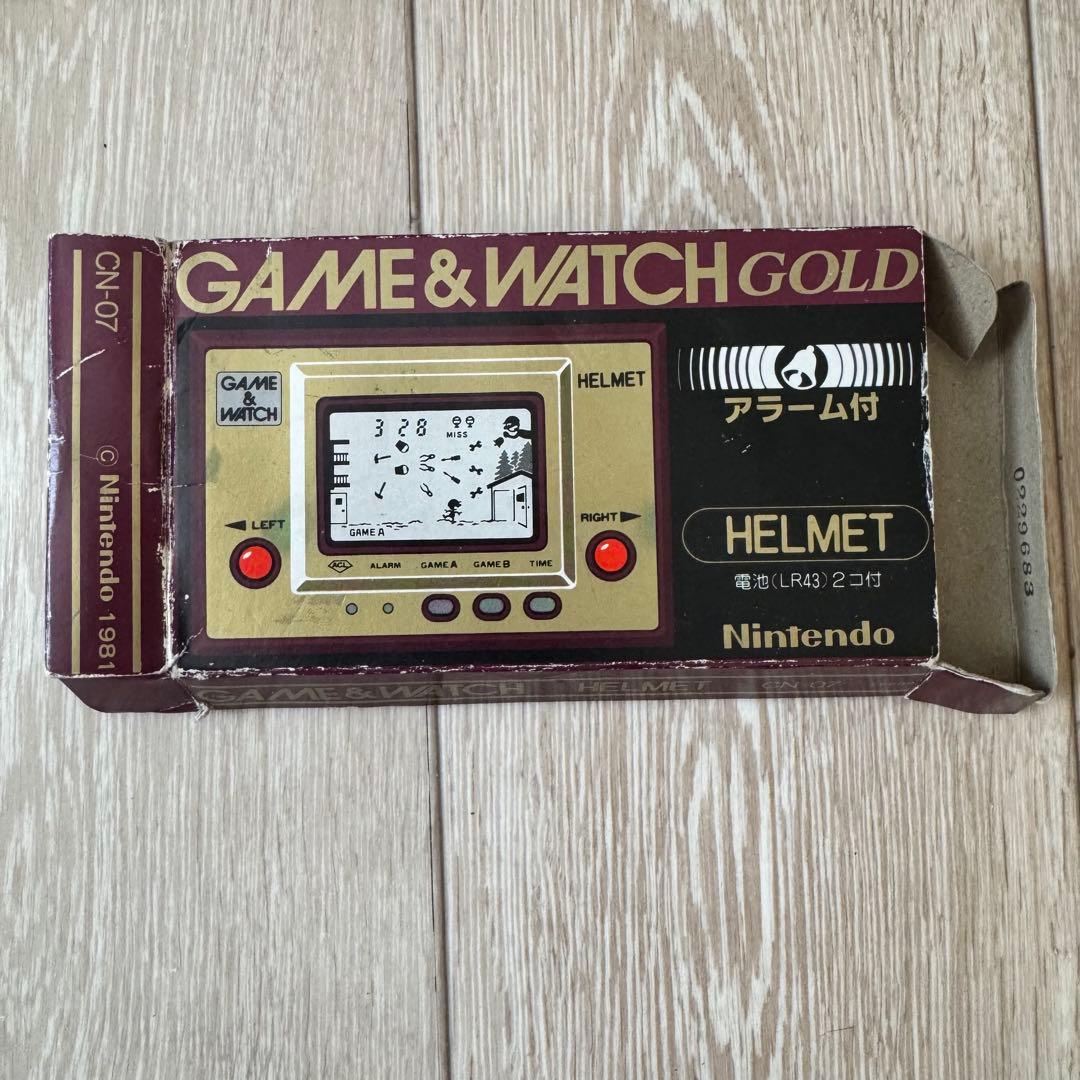 CN-07
© Nintendo 1981
GAME & WATCH GOLD
GAME
&
WATCH
HELMET
3 28
MISS
GAME A
◄ LEFT
RIGHT ►
ACL
ALARM
GAME A
GAME B
TIME
アラーム付
HELMET
電池(LR43)2コ付
Nintendo
0229683
GAME & WATCH HELMET CN-07